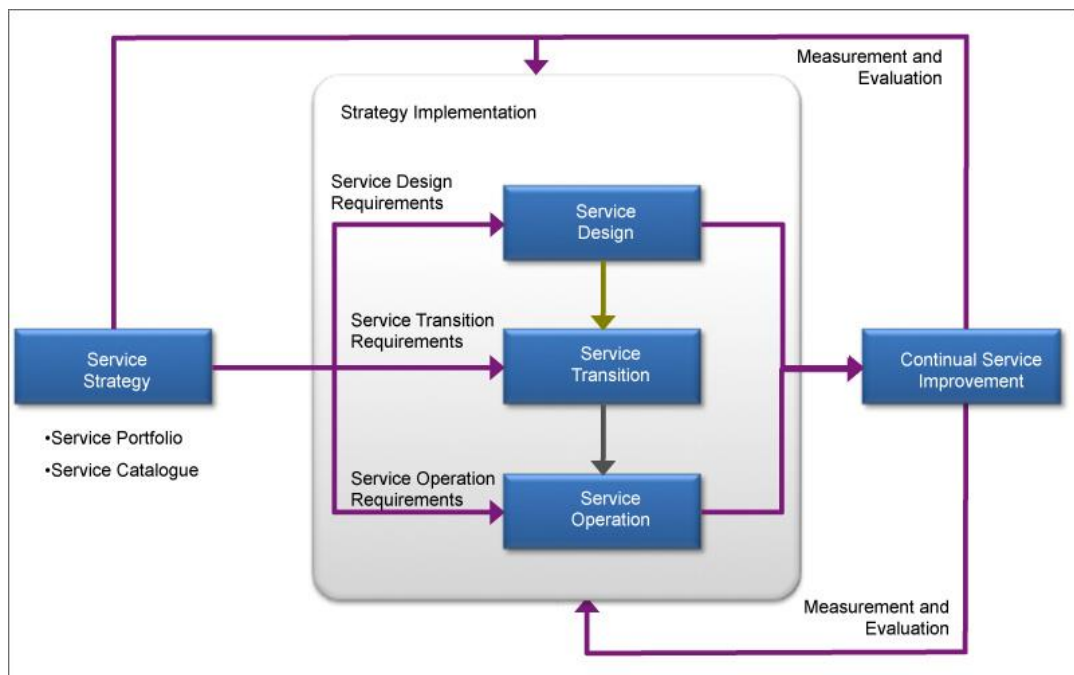 Measurement and
Evaluation
Strategy Implementation
Service Design
Requirements
Service
Design
Service Transition
Requirements
Service
Strategy
Service
Transition
Continual Service
Improvement
•Service Portfolio
•Service Catalogue
Service Operation
Requirements
Service
Operation
Measurement and
Evaluation